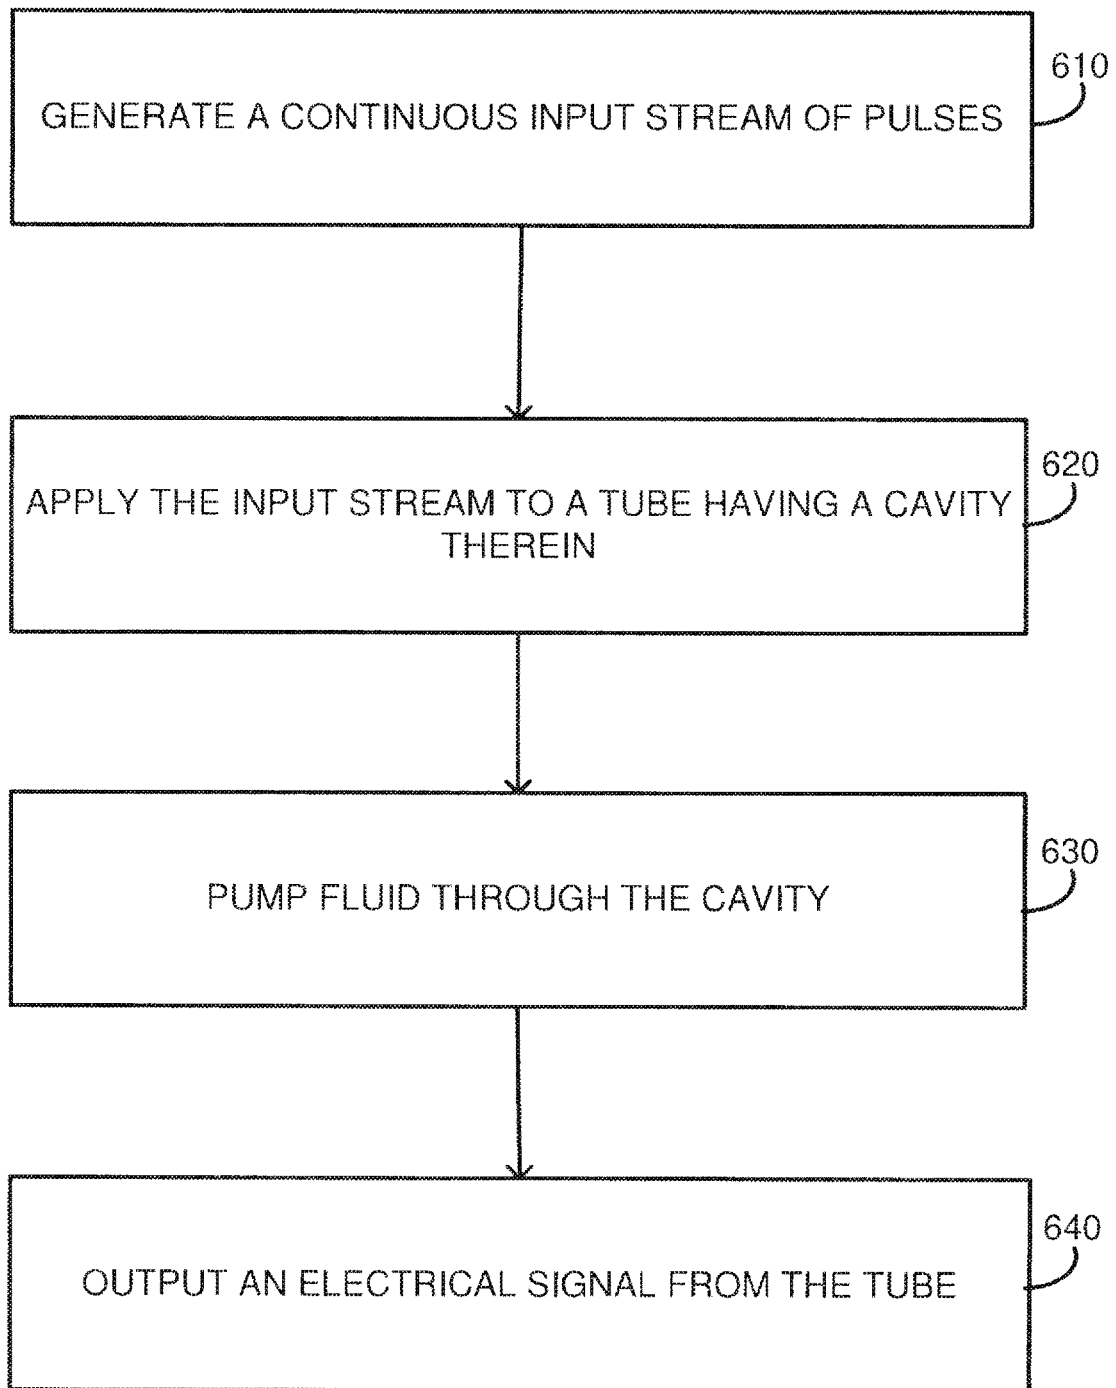 GENERATE A CONTINUOUS INPUT STREAM OF PULSES
610
APPLY THE INPUT STREAM TO A TUBE HAVING A CAVITY
THEREIN
620
PUMP FLUID THROUGH THE CAVITY
630
OUTPUT AN ELECTRICAL SIGNAL FROM THE TUBE
640